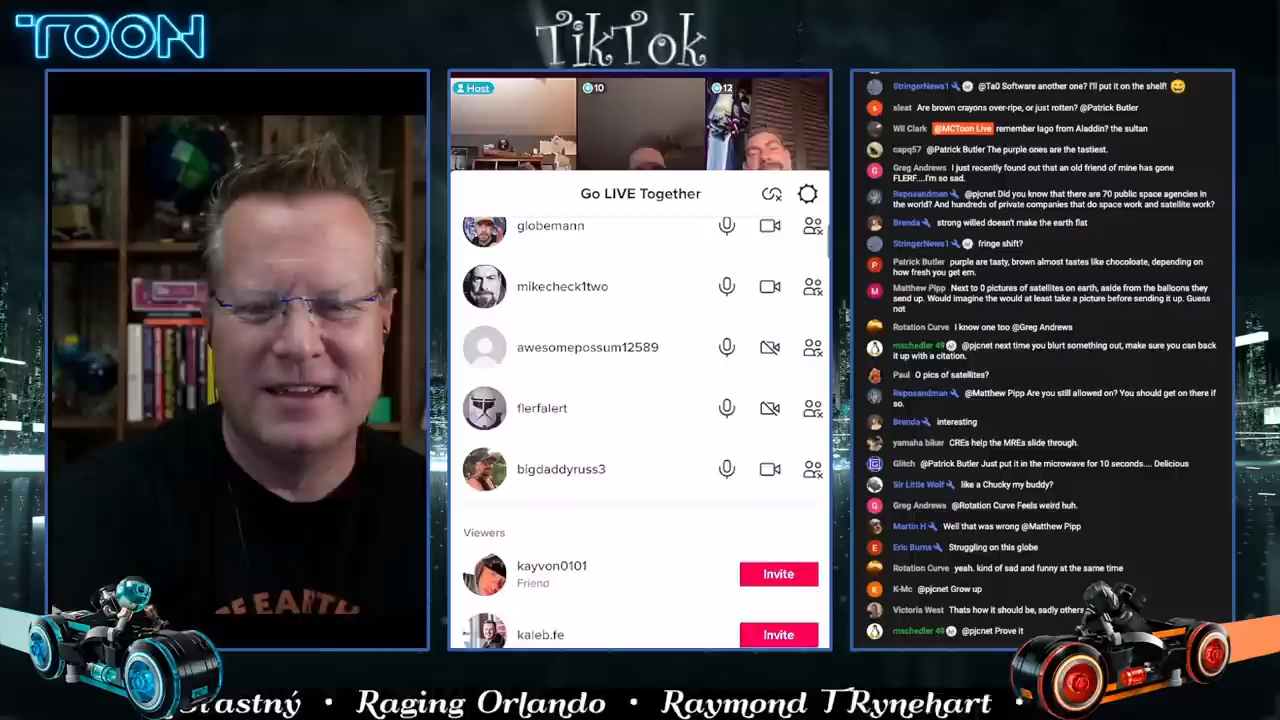 TOON
TikTok
Host
10
12
Go LIVE Together
globemann
mikecheck1two
awesomepossum12589
flerfalert
bigdaddyruss3
Viewers
kayvon0101
Friend
Invite
kaleb.fe
Invite
StringerNews1 @Ta0 Software another one? I'll put it on the shelf! 😄
sleat Are brown crayons over-ripe, or just rotten? @Patrick Butler
Wil Clark @MCToon Live remember Iago from Aladdin? the sultan
capq57 @Patrick Butler The purple ones are the tastiest.
Greg Andrews I just recently found out that an old friend of mine has gone
FLERF....I'm so sad.
Reposandman @pjcnet Did you know that there are 70 public space agencies in
the world? And hundreds of private companies that do space work and satellite work?
Brenda strong willed doesn't make the earth flat
StringerNews1 fringe shift?
Patrick Butler purple are tasty, brown almost tastes like chocoloate, depending on
how fresh you get em.
Matthew Pipp Next to 0 pictures of satellites on earth, aside from the balloons they
send up. Would imagine the would at least take a picture before sending it up. Guess
not
Rotation Curve I know one too @Greg Andrews
mschedler 49 @pjcnet next time you blurt something out, make sure you can back
it up with a citation.
Paul 0 pics of satellites?
Reposandman @Matthew Pipp Are you still allowed on? You should get on there if
so.
Brenda interesting
yamaha biker CREs help the MREs slide through.
Glitch @Patrick Butler Just put it in the microwave for 10 seconds.... Delicious
Sir Little Wolf like a Chucky my buddy?
Greg Andrews @Rotation Curve Feels weird huh.
Martin H Well that was wrong @Matthew Pipp
Eric Burns Struggling on this globe
Rotation Curve yeah. kind of sad and funny at the same time
K-Mc @pjcnet Grow up
Victoria West Thats how it should be, sadly others
mschedler 49 @pjcnet Prove it
EARTH
Raging Orlando • Raymond T Rynehart •